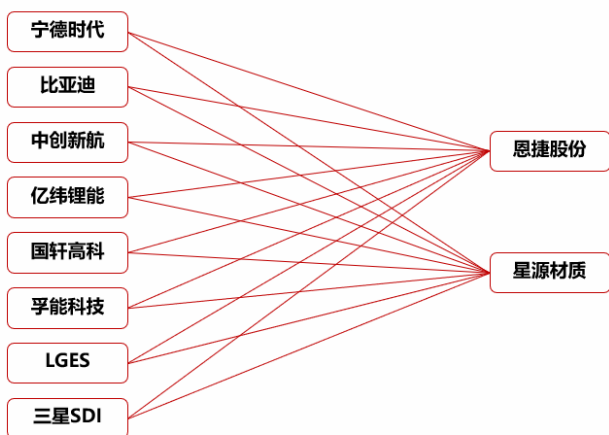 宁德时代
比亚迪
中创新航
亿纬锂能
国轩高科
孚能科技
LGES
三星SDI
恩捷股份
星源材质